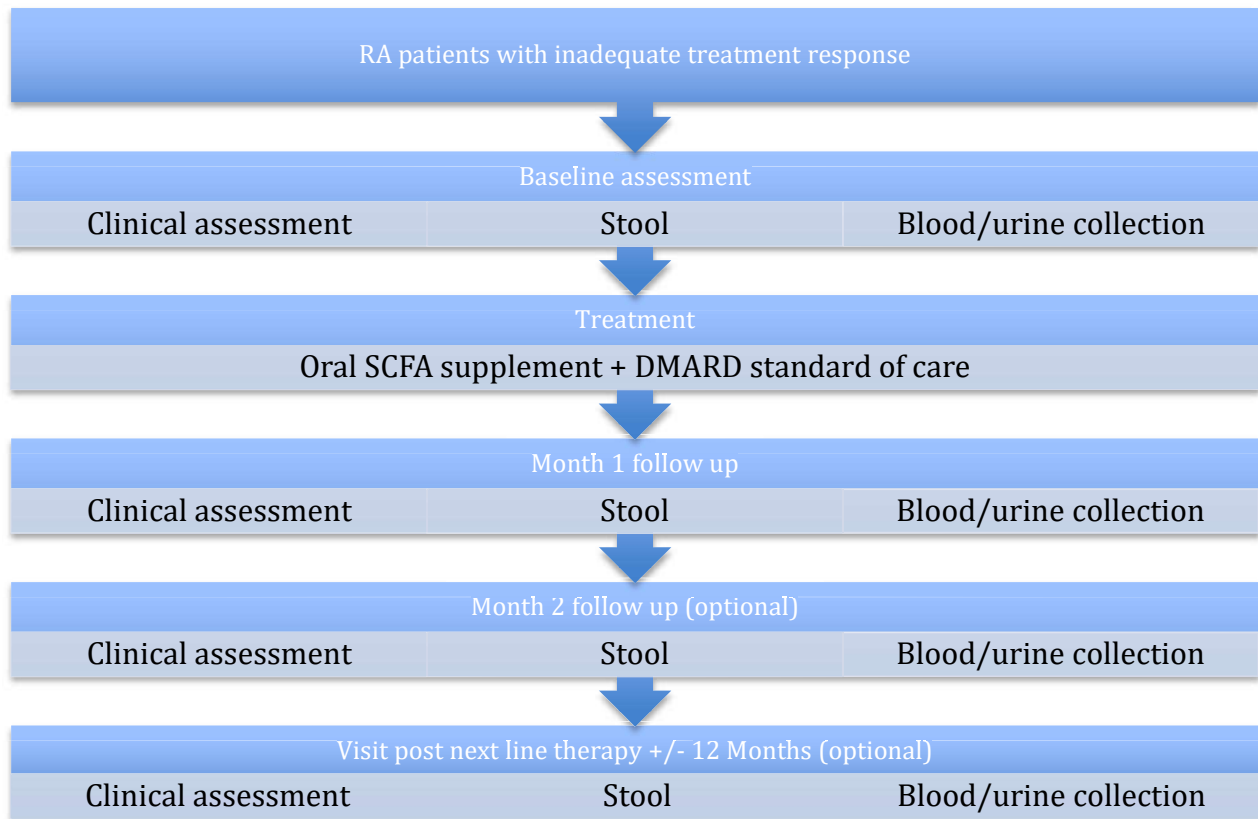 RA patients with inadequate treatment response
Baseline assessment
Clinical assessment Stool Blood/urine collection
Treatment
Oral SCFA supplement + DMARD standard of care
Month 1 follow up
Clinical assessment Stool Blood/urine collection
Month 2 follow up (optional)
Clinical assessment Stool Blood/urine collection
Visit post next line therapy +/- 12 Months (optional)
Clinical assessment Stool Blood/urine collection